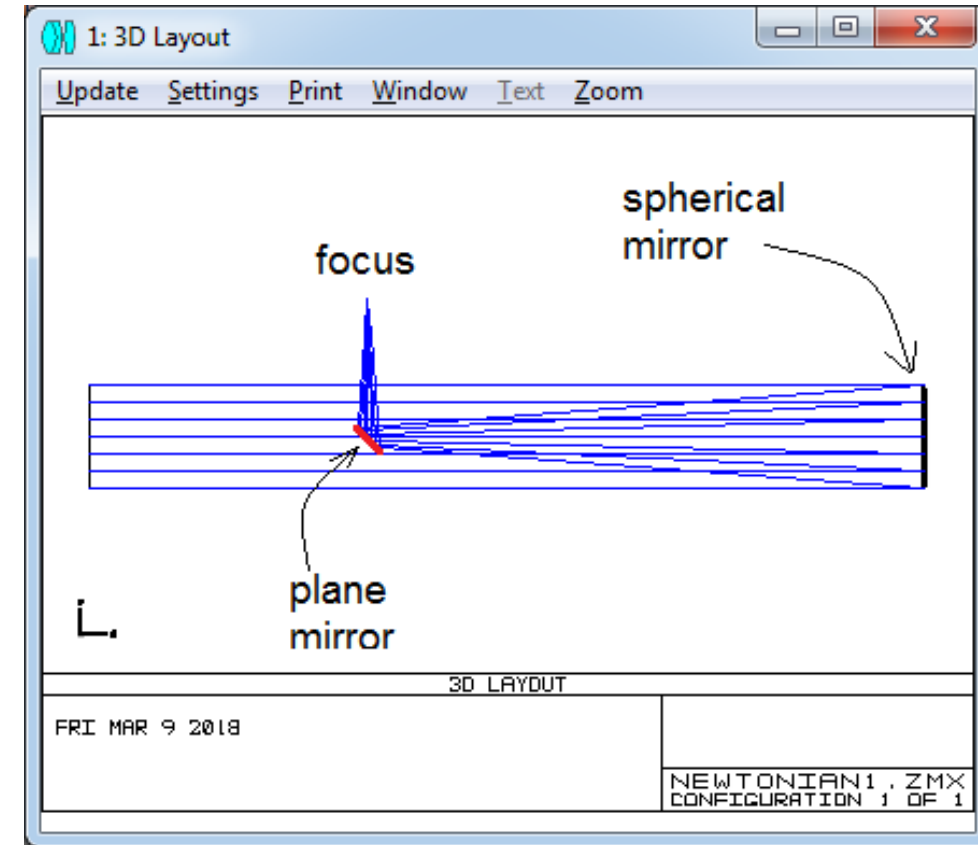 1: 3D Layout
Update Settings Print Window Text Zoom
spherical
mirror
focus
plane
mirror
3D LAYOUT
FRI MAR 9 2018
NEWTONIAN1.ZMX
CONFIGURATION 1 OF 1